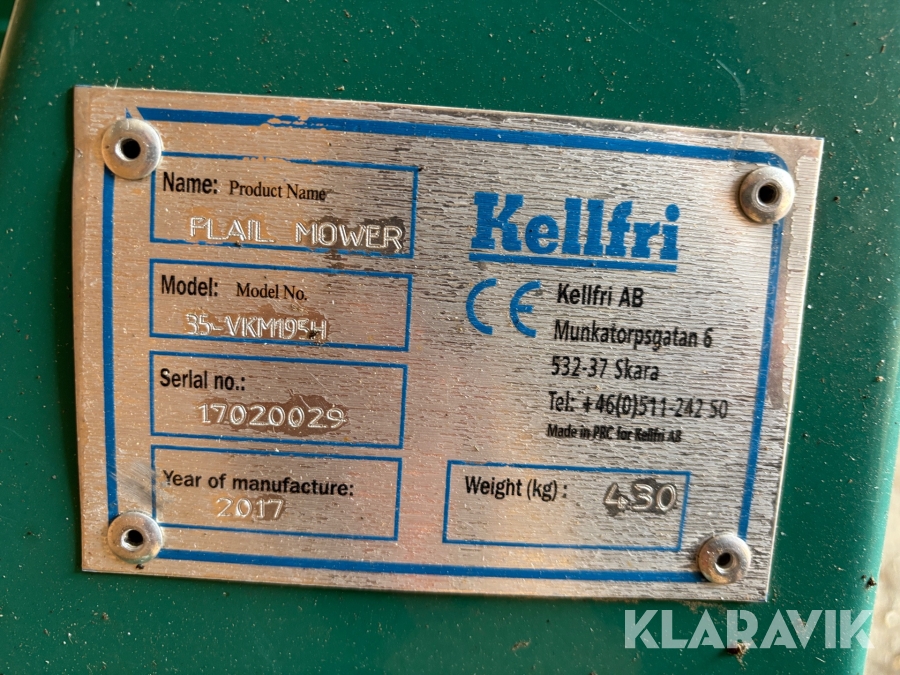 Name: Product Name
FLAIL MOWER
Model: Model No.
35-VKM195H
Serial no.:
17020029
Year of manufacture:
2017
Kellfri
CE
Kellfri AB
Munkatorpsgatan 6
532-37 Skara
Tel: +46(0)511-242 50
Made in PRC for Kellfri AB
Weight (kg) : 430
KLARAVIK